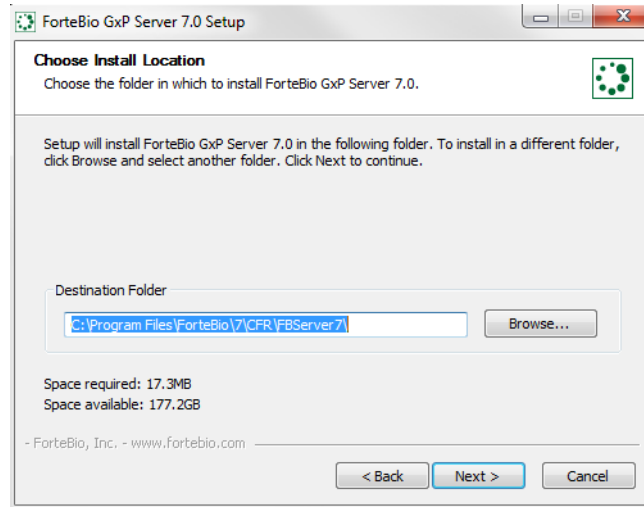 ForteBio GxP Server 7.0 Setup
Choose Install Location
Choose the folder in which to install ForteBio GxP Server 7.0.
Setup will install ForteBio GxP Server 7.0 in the following folder. To install in a different folder,
click Browse and select another folder. Click Next to continue.
Destination Folder
C:\Program Files\ForteBio\7\CFR\FBServer7\
Browse...
Space required: 17.3MB
Space available: 177.2GB
- ForteBio, Inc. - www.fortebio.com
< Back Next > Cancel